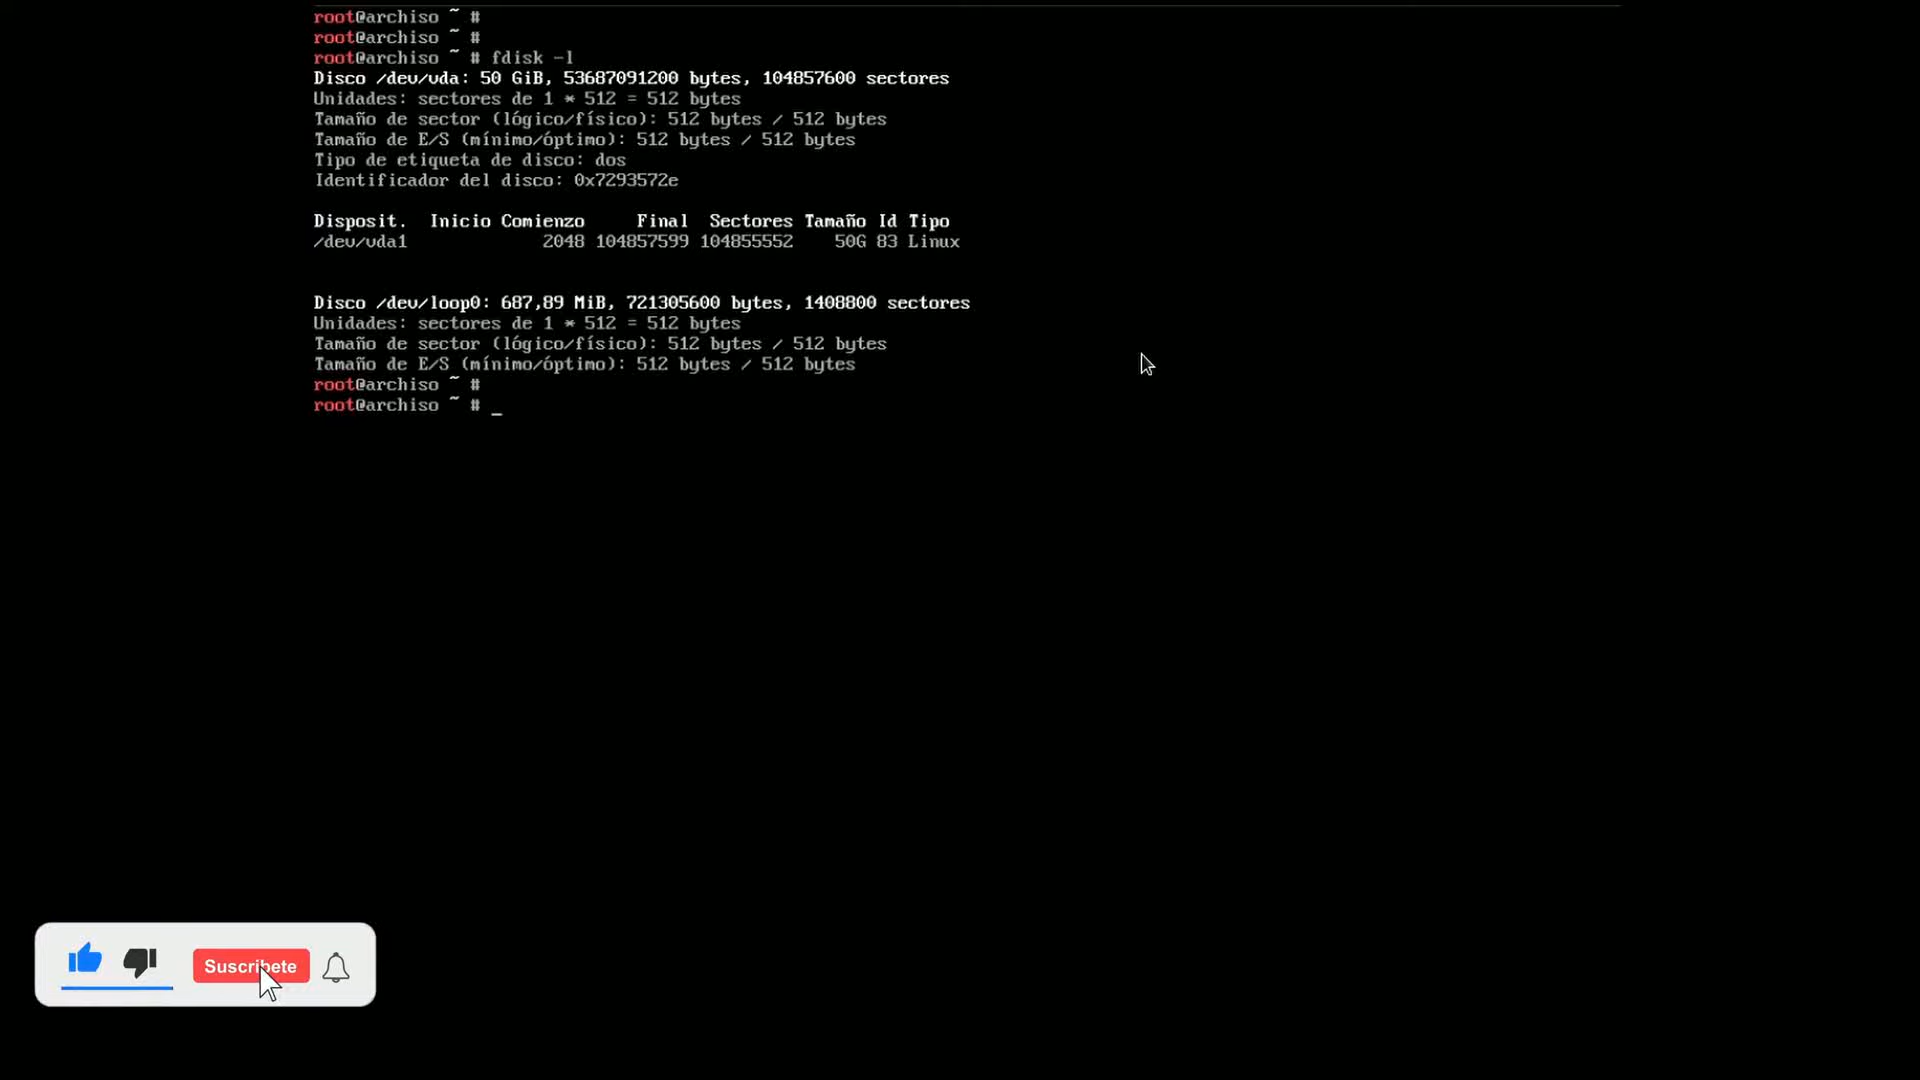 root@archiso ~ #
root@archiso ~ #
root@archiso ~ # fdisk -l
Disco /dev/vda: 50 GiB, 53687091200 bytes, 104857600 sectores
Unidades: sectores de 1 * 512 = 512 bytes
Tamaño de sector (lógico/físico): 512 bytes / 512 bytes
Tamaño de E/S (mínimo/óptimo): 512 bytes / 512 bytes
Tipo de etiqueta de disco: dos
Identificador del disco: 0x7293572e
Disposit. Inicio Comienzo Final Sectores Tamaño Id Tipo
/dev/vda1 2048 104857599 104855552 50G 83 Linux
Disco /dev/loop0: 687,89 MiB, 721305600 bytes, 1408800 sectores
Unidades: sectores de 1 * 512 = 512 bytes
Tamaño de sector (lógico/físico): 512 bytes / 512 bytes
Tamaño de E/S (mínimo/óptimo): 512 bytes / 512 bytes
root@archiso ~ #
root@archiso ~ # _
Suscribete